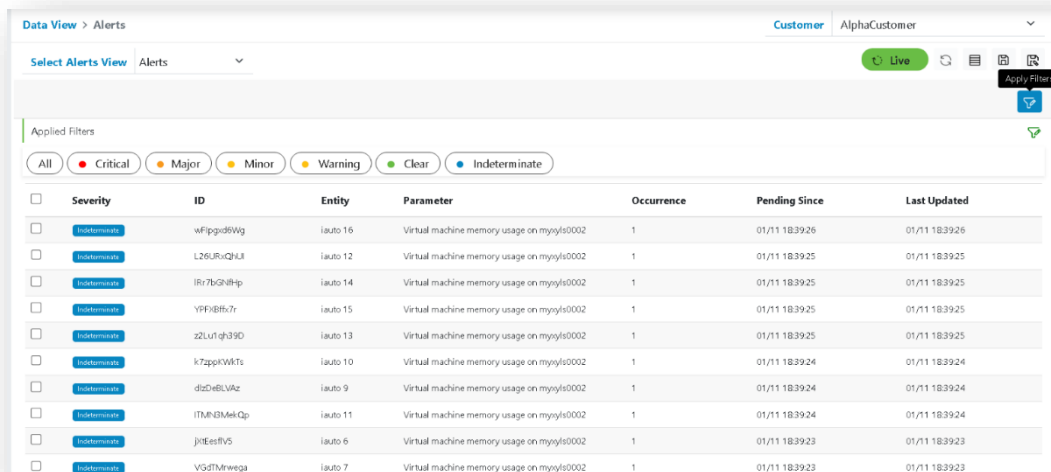 Data View > Alerts Customer AlphaCustomer
Select Alerts View Alerts Live
Apply Filters
Applied Filters
All Critical Major Minor Warning Clear Indeterminate
Severity ID Entity Parameter Occurrence Pending Since Last Updated
Indeterminate wFipgxd6Wg iauto 16 Virtual machine memory usage on myxyls0002 1 01/11 18:39:26 01/11 18:39:26
Indeterminate iauto 12 Virtual machine memory usage on myxyls0002 1 01/11 18:39:25 01/11 18:39:25
Indeterminate iauto 14 Virtual machine memory usage on myxyls0002 1 01/11 18:39:25 01/11 18:39:25
Indeterminate YPFXBffx7r iauto 15 Virtual machine memory usage on myxyls0002 1 01/11 18:39:25 01/11 18:39:25
Indeterminate z2Lu1qh39D iauto 13 Virtual machine memory usage on myxyls0002 1 01/11 18:39:25 01/11 18:39:25
Indeterminate k7zppKWkTs iauto 10 Virtual machine memory usage on myxyls0002 1 01/11 18:39:24 01/11 18:39:24
Indeterminate iauto 9 Virtual machine memory usage on myxyls0002 1 01/11 18:39:24 01/11 18:39:24
Indeterminate iauto 11 Virtual machine memory usage on myxyls0002 1 01/11 18:39:24 01/11 18:39:24
Indeterminate iauto 6 Virtual machine memory usage on myxyls0002 1 01/11 18:39:23 01/11 18:39:23
Indeterminate VGdTMrwega iauto 7 Virtual machine memory usage on myxyls0002 1 01/11 18:39:23 01/11 18:39:23